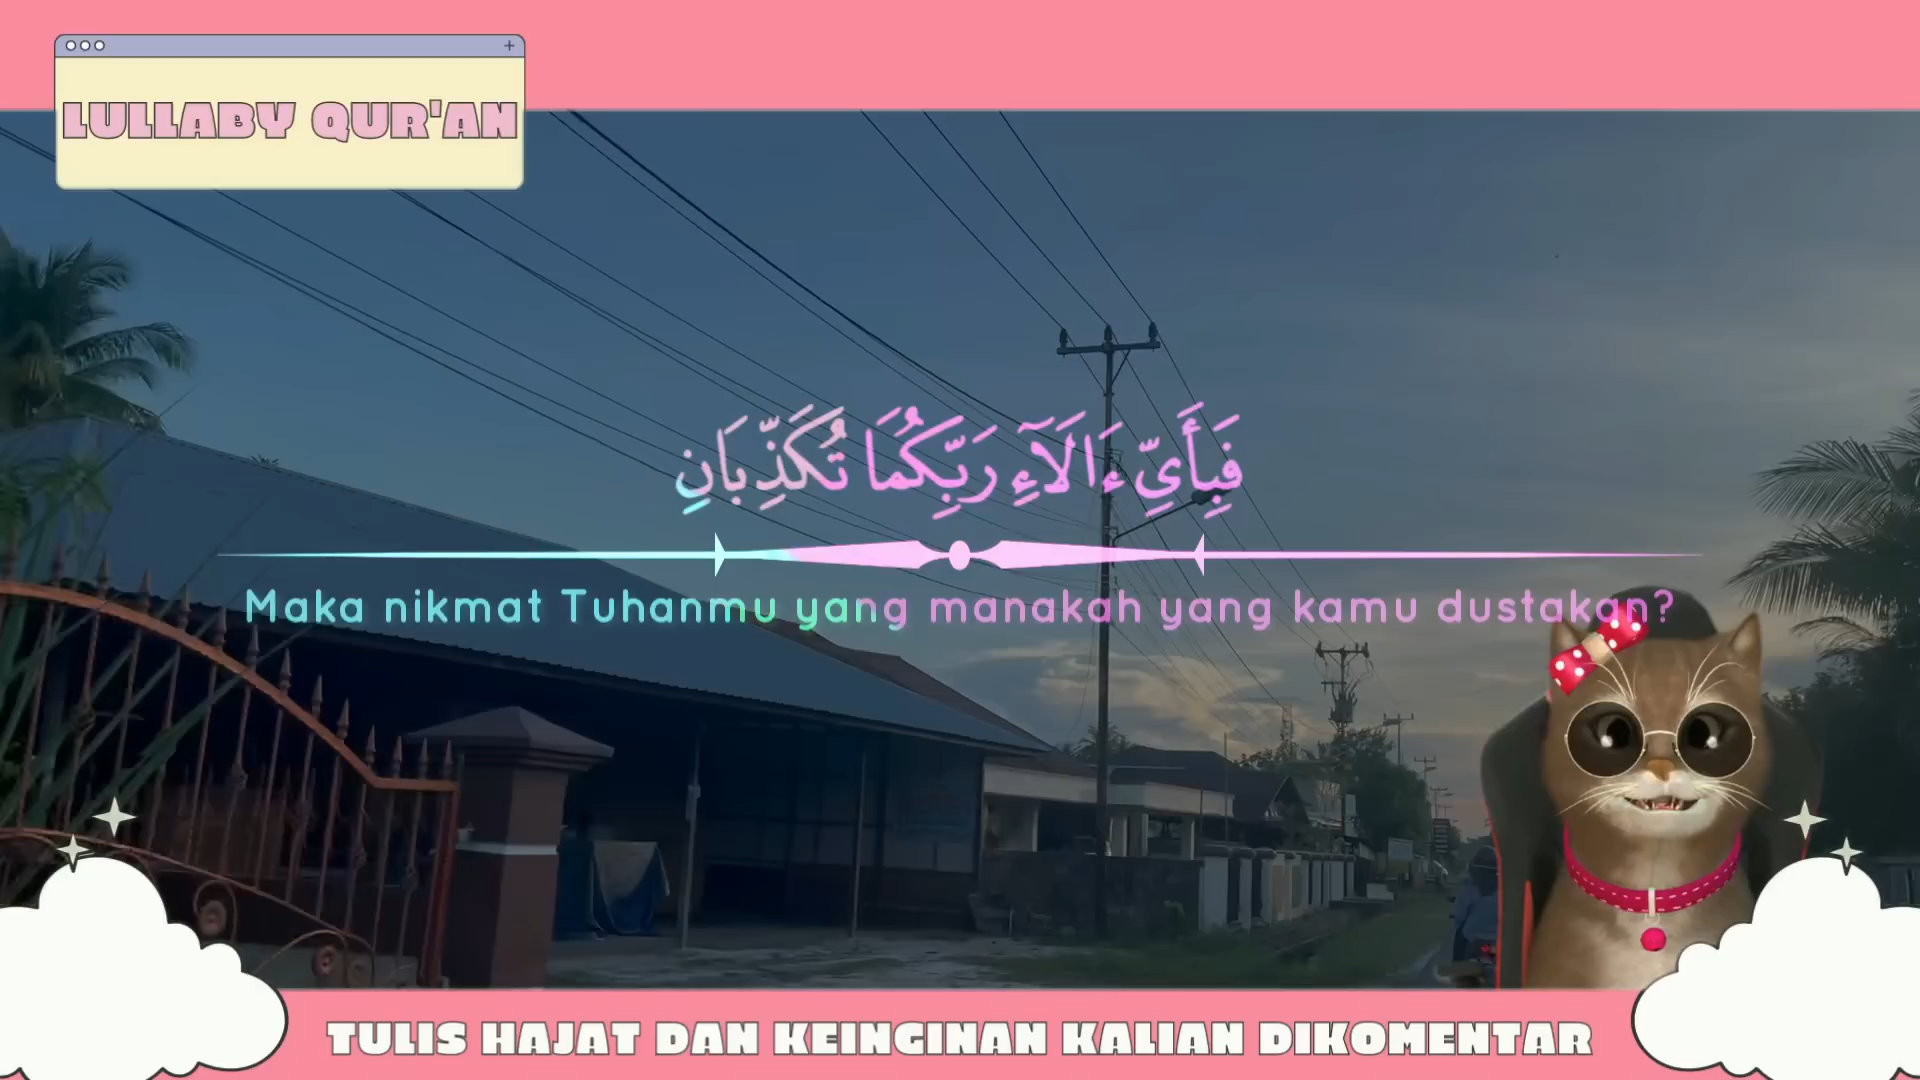 LULLABY QUR'AN
فَبِأَيِّ ءَالَآءِ رَبِّكُمَا تُكَذِّبَانِ
Maka nikmat Tuhanmu yang manakah yang kamu dustakan?
TULIS HAJAT DAN KEINGINAN KALIAN DIKOMENTAR